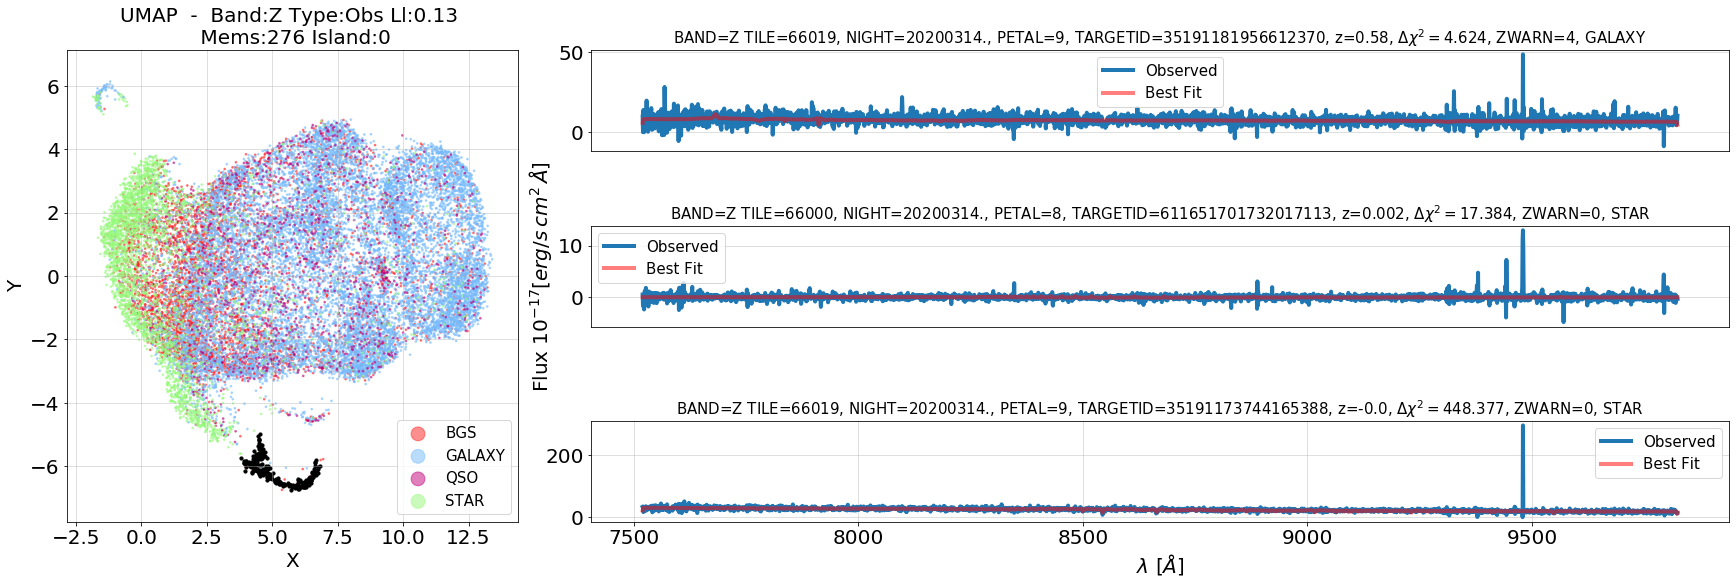 UMAP - Band:Z Type:Obs Ll:0.13
Mems:276 Island:0
Y
6
4
2
0
−2
−4
−6
−2.5 0.0 2.5 5.0 7.5 10.0 12.5
X
BGS
GALAXY
QSO
STAR
Flux 10⁻¹⁷[erg/s cm² Å]
BAND=Z TILE=66019, NIGHT=20200314., PETAL=9, TARGETID=35191181956612370, z=0.58, Δχ² = 4.624, ZWARN=4, GALAXY
50
0
Observed
Best Fit
BAND=Z TILE=66000, NIGHT=20200314., PETAL=8, TARGETID=611651701732017113, z=0.002, Δχ² = 17.384, ZWARN=0, STAR
10
0
Observed
Best Fit
BAND=Z TILE=66019, NIGHT=20200314., PETAL=9, TARGETID=35191173744165388, z=-0.0, Δχ² = 448.377, ZWARN=0, STAR
200
0
Observed
Best Fit
7500 8000 8500 9000 9500
λ [Å]